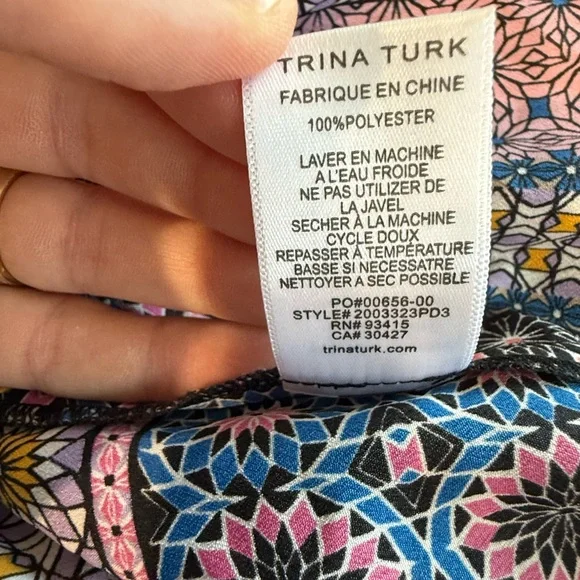 TRINA TURK
FABRIQUE EN CHINE
100%POLYESTER
LAVER EN MACHINE
A L'EAU FROIDE
NE PAS UTILIZER DE
LA JAVEL
SECHER À LA MACHINE
CYCLE DOUX
REPASSER À TEMPÉRATURE
BASSE SI NECESSATRE
NETTOYER A SEC POSSIBLE
PO#00656-00
STYLE# 2003323PD3
RN# 93415
CA# 30427
trinaturk.com